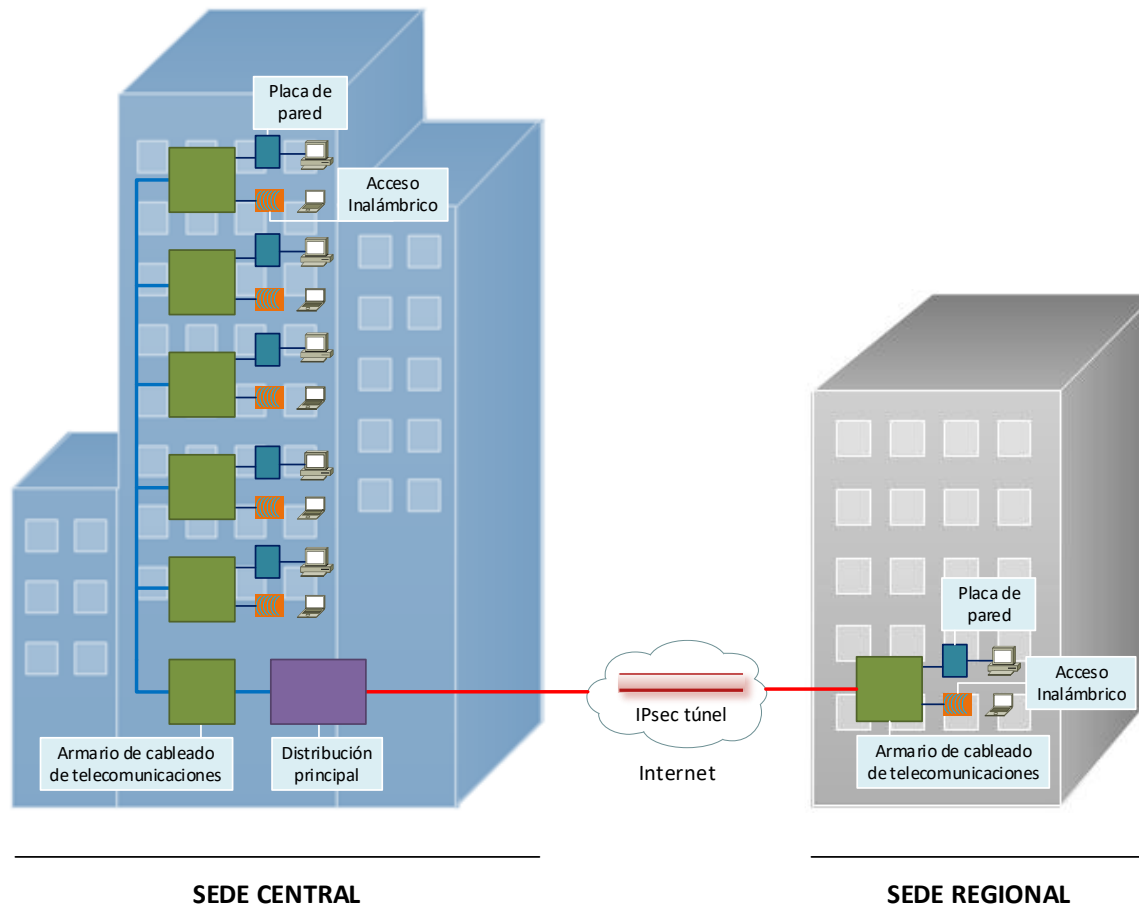 Placa de
pared
Acceso
Inalámbrico
Armario de cableado
de telecomunicaciones
Distribución
principal
IPsec túnel
Internet
Placa de
pared
Acceso
Inalámbrico
Armario de cableado
de telecomunicaciones
SEDE CENTRAL
SEDE REGIONAL